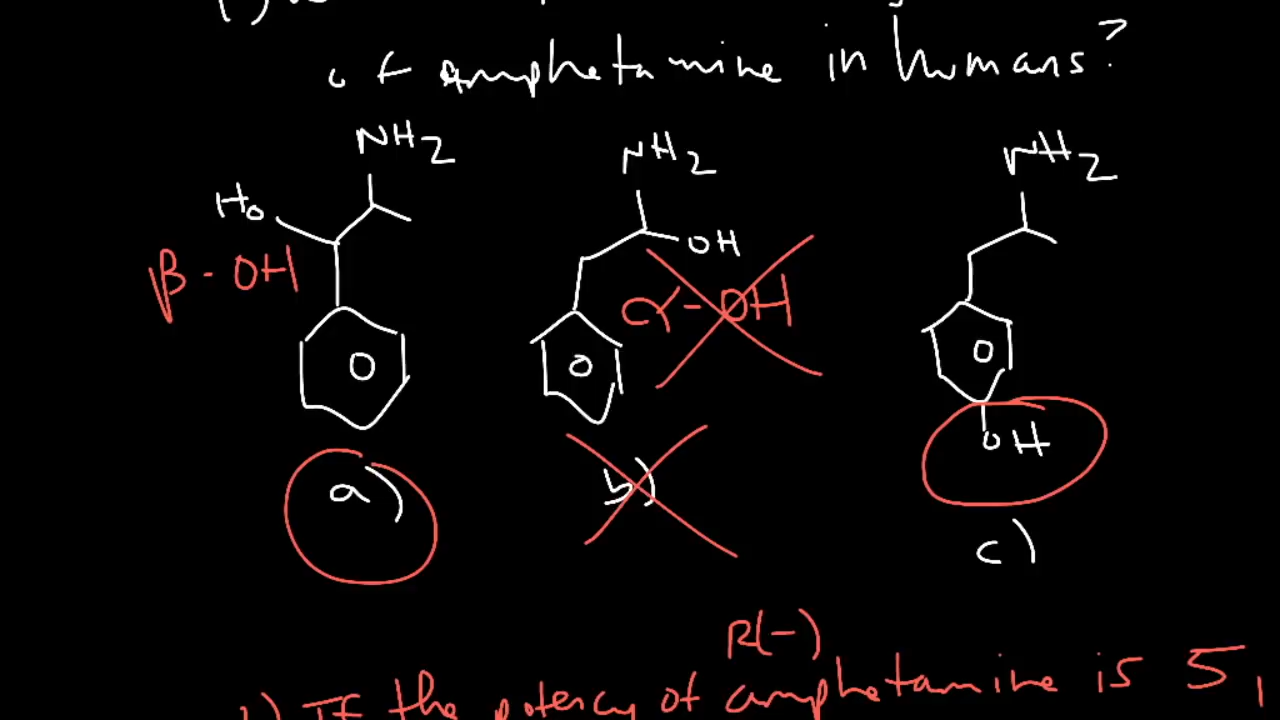 of amphetamine in humans?
NH2 NH2 NH2
HO OH
β-OH α-OH
O O O
OH
a) b) c)
R(-)
If the potency of amphetamine is 5,